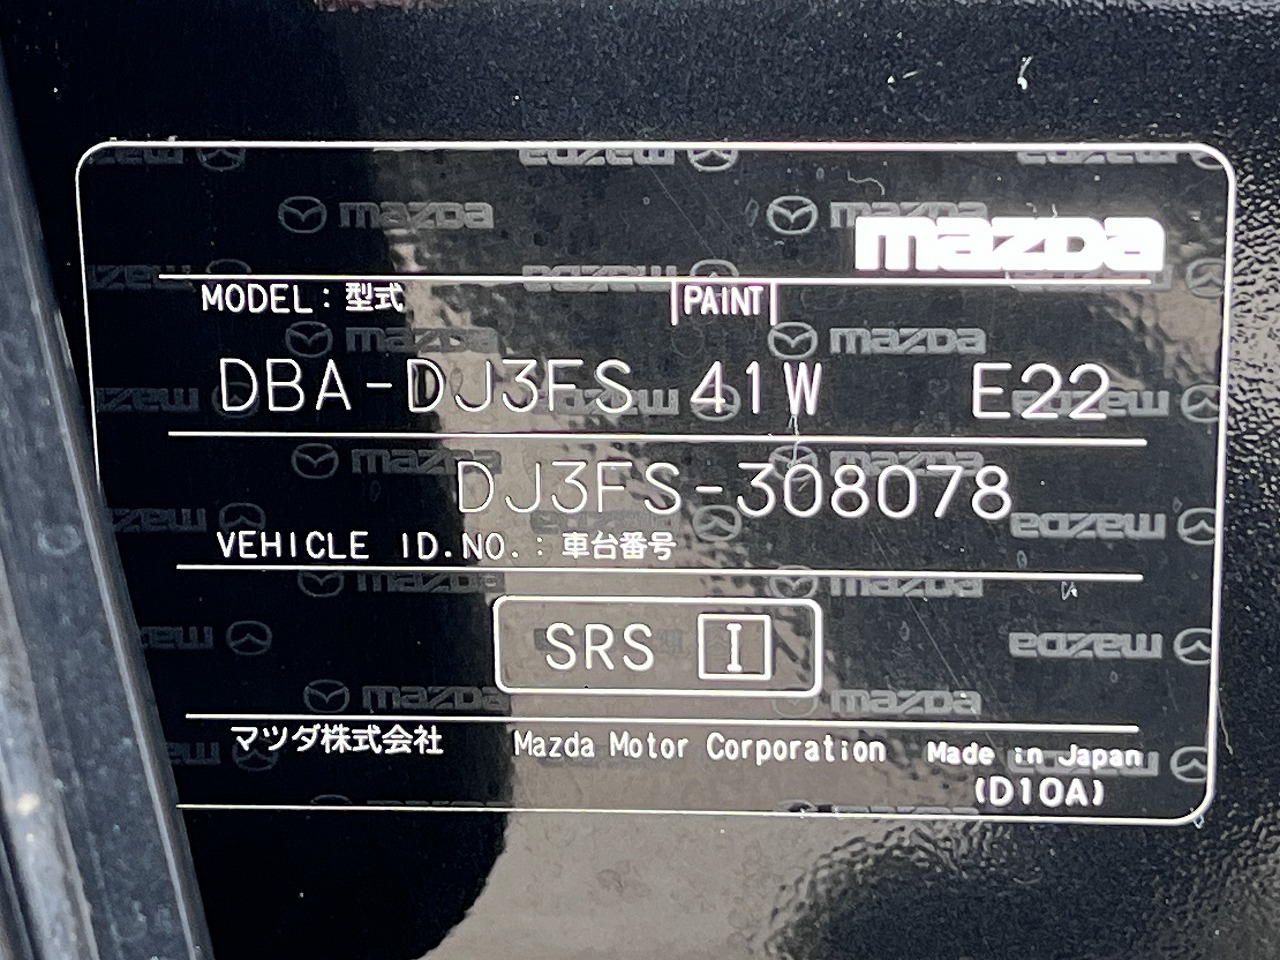 mazda
MODEL : 型式 PAINT
DBA-DJ3FS 41W E22
DJ3FS-308078
VEHICLE ID.NO. : 車台番号
SRS I
マツダ株式会社 Mazda Motor Corporation Made in Japan
(D10A)